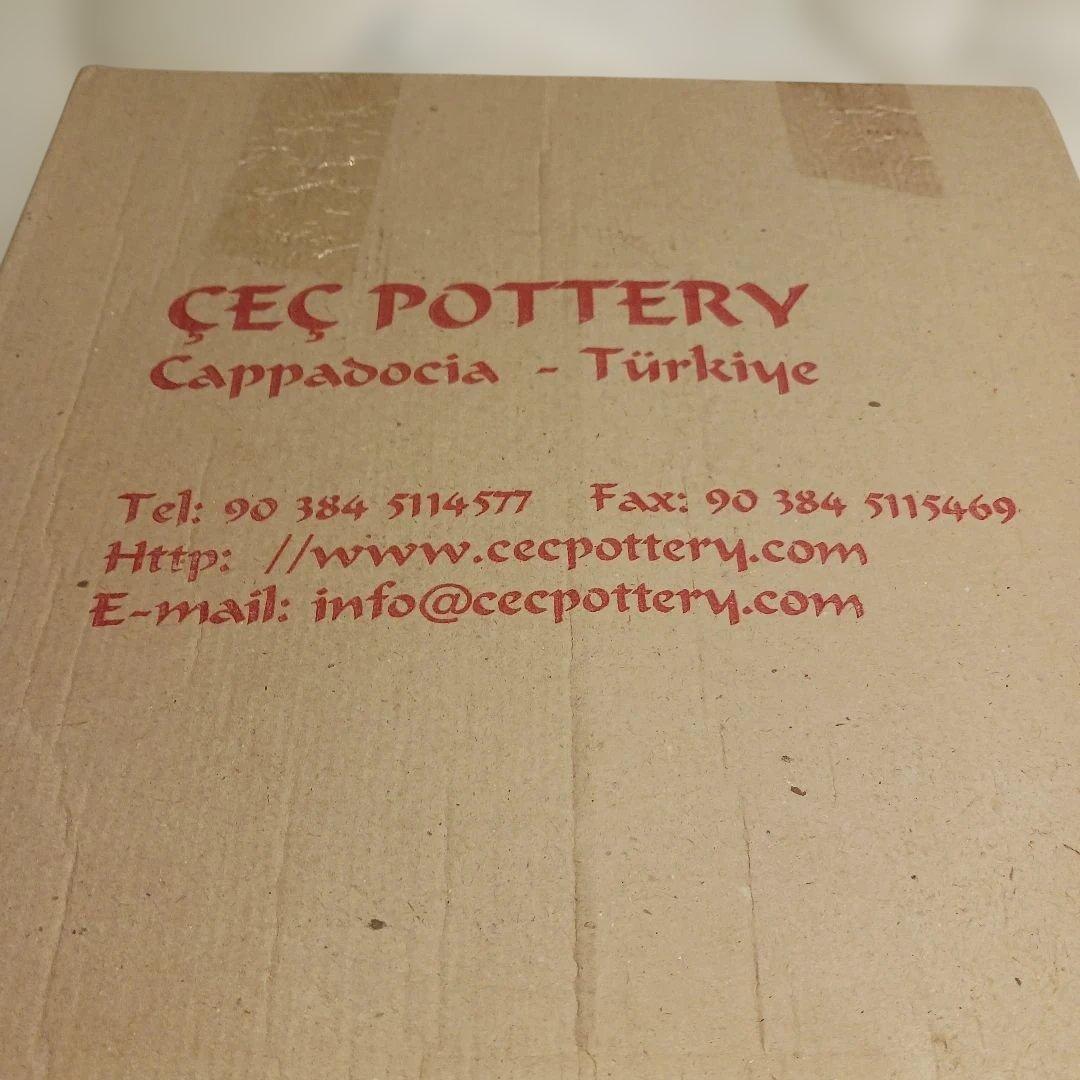 ÇEÇ POTTERY
Cappadocia - Türkiye
Tel: 90 384 5114577 Fax: 90 384 5115469
Http: //www.cecpottery.com
E-mail: info@cecpottery.com